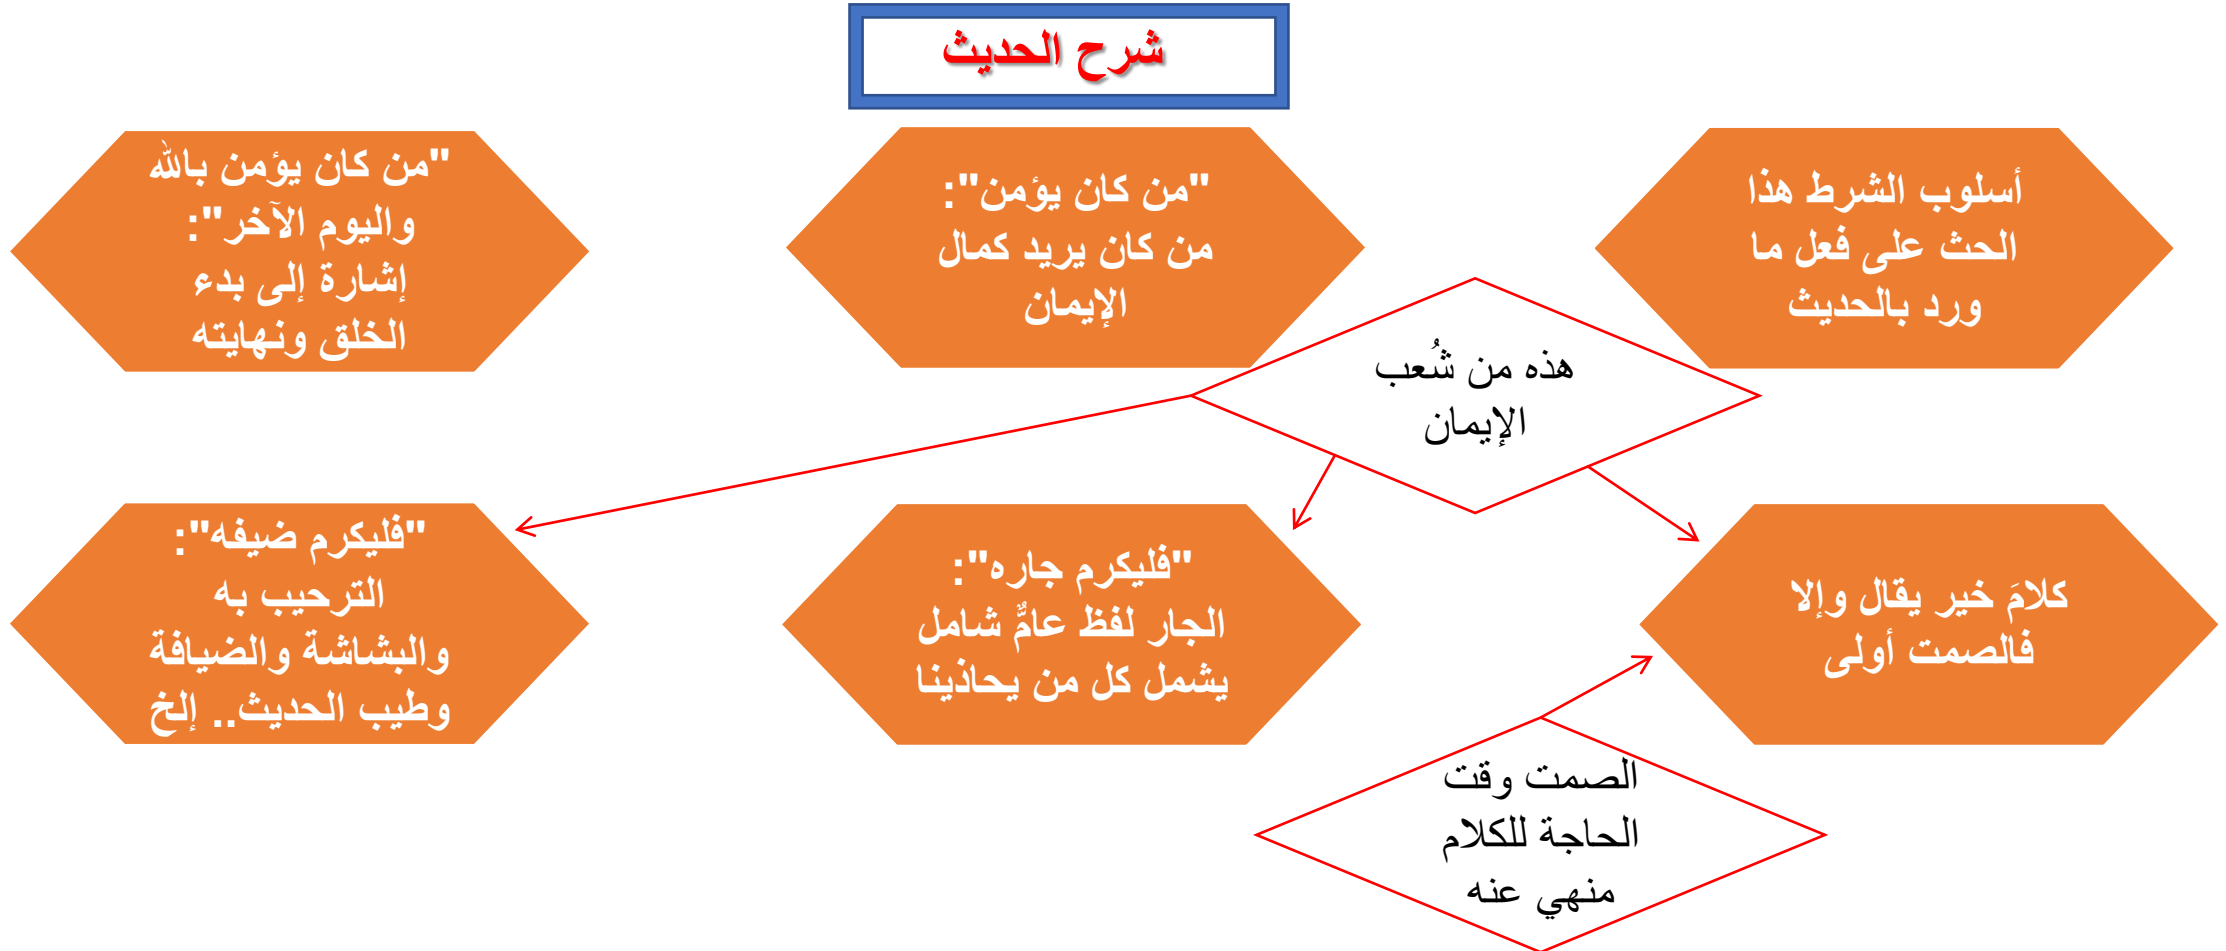 شرح الحديث
أسلوب الشرط هذا
الحث على فعل ما
ورد بالحديث
"من كان يؤمن":
من كان يريد كمال
الإيمان
"من كان يؤمن بالله
واليوم الآخر":
إشارة إلى بدء
الخلق ونهايته
هذه من شُعب
الإيمان
كلامَ خير يقال وإلا
فالصمت أولى
"فليكرم جاره":
الجار لفظ عامٌّ شامل
يشمل كل من يحاذينا
"فليكرم ضيفه":
الترحيب به
والبشاشة والضيافة
وطيب الحديث.. إلخ
الصمت وقت
الحاجة للكلام
منهي عنه